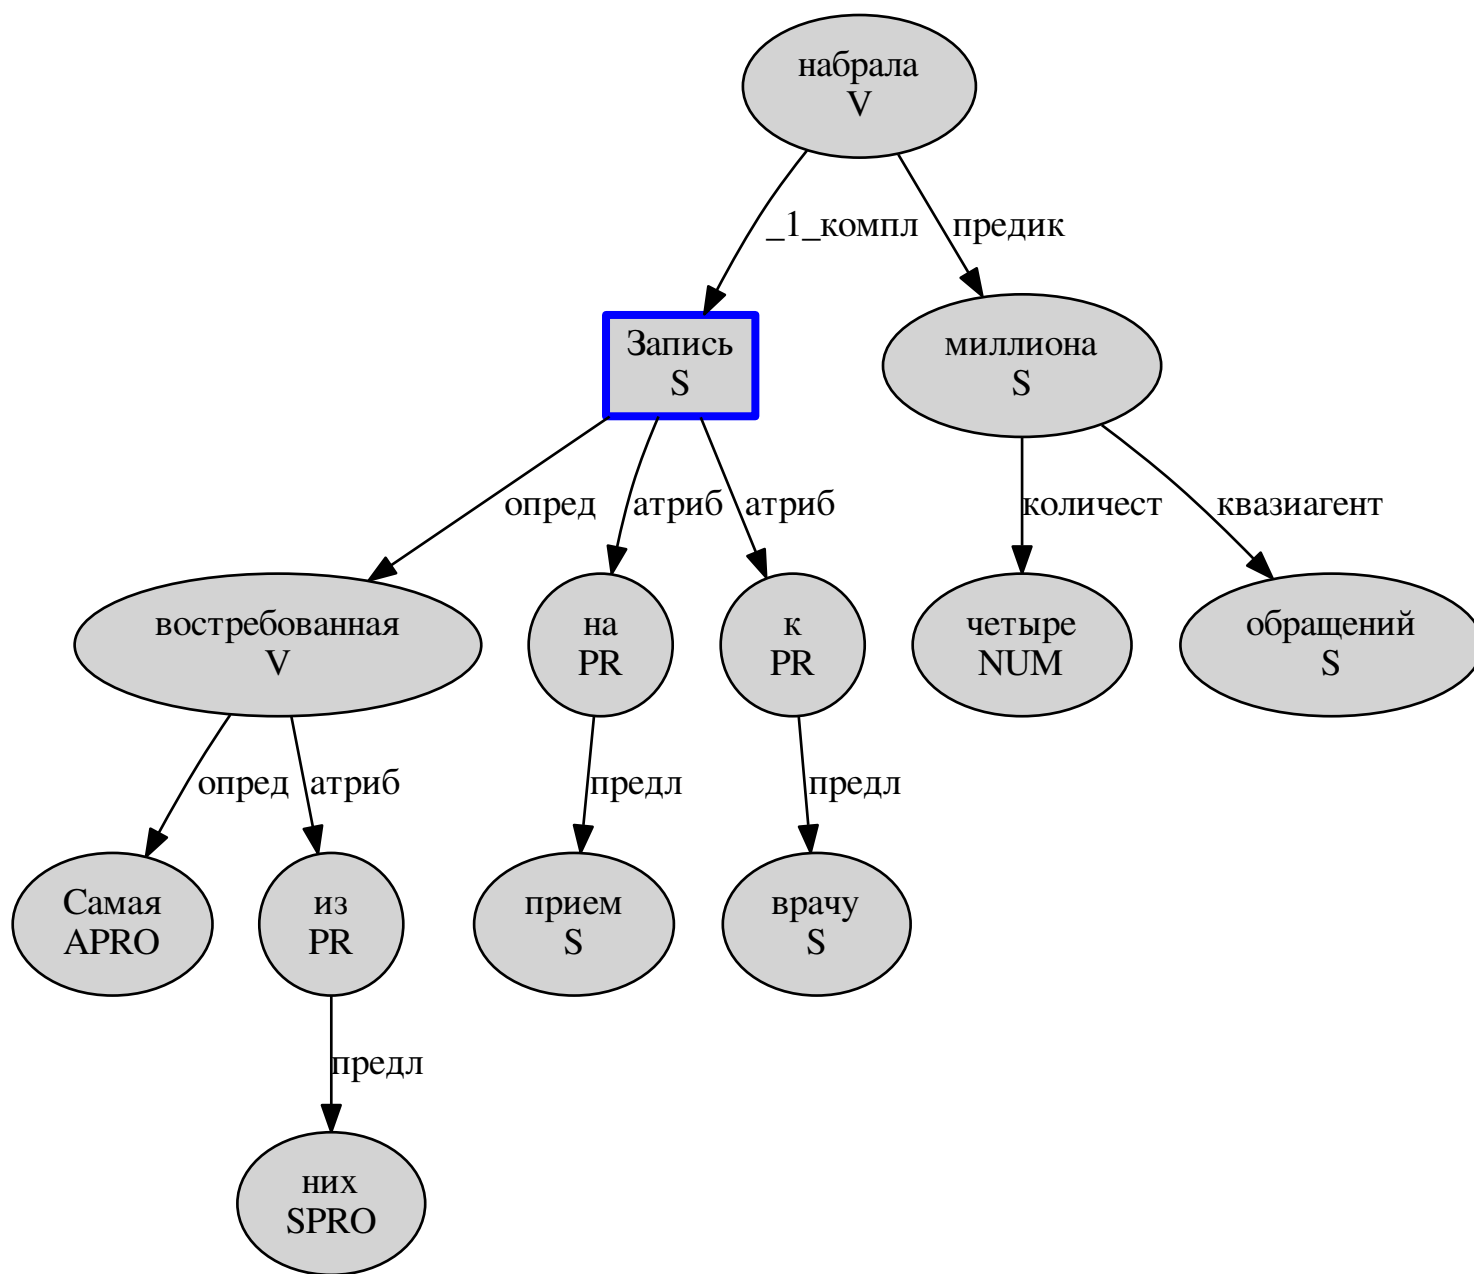 набрала
V
_1_компл
предик
Запись
S
миллиона
S
опред
атриб
атриб
количест
квазиагент
востребованная
V
на
PR
к
PR
четыре
NUM
обращений
S
опред
атриб
предл
предл
Самая
APRO
из
PR
прием
S
врачу
S
предл
них
SPRO